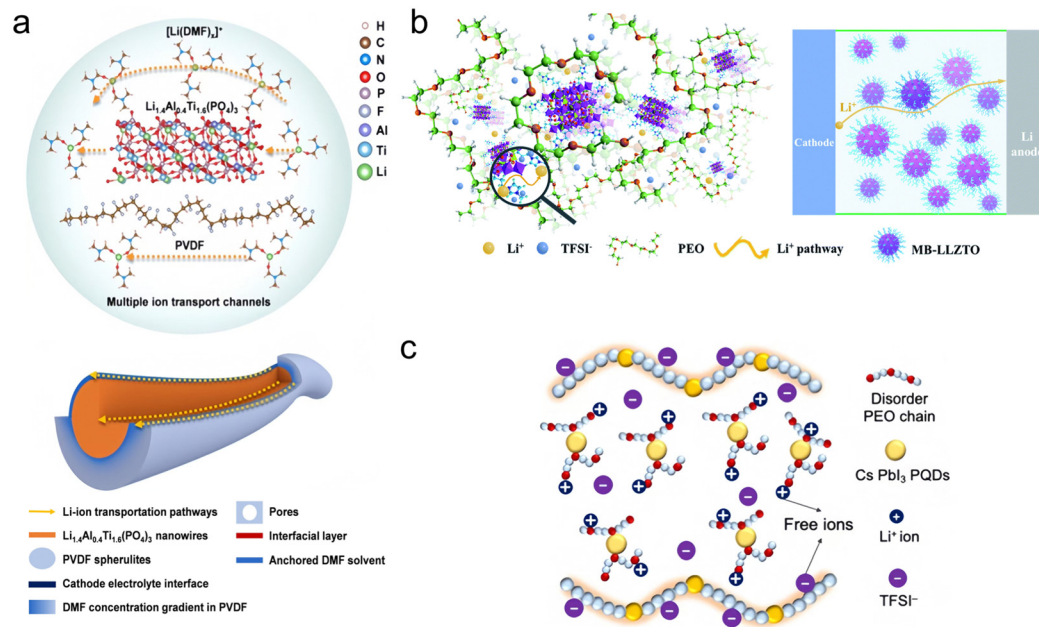 a
[Li(DMF)ₓ]⁺
Li₁.₄Al₀.₄Ti₁.₆(PO₄)₃
PVDF
Multiple ion transport channels
H
C
N
O
P
F
Al
Ti
Li
Li-ion transportation pathways
Li₁.₄Al₀.₄Ti₁.₆(PO₄)₃ nanowires
PVDF spherulites
Cathode electrolyte interface
DMF concentration gradient in PVDF
Pores
Interfacial layer
Anchored DMF solvent
b
Li⁺
Cathode
Li
anode
Li⁺
TFSI⁻
PEO
Li⁺ pathway
MB-LLZTO
c
Free ions
Disorder
PEO chain
Cs PbI₃ PQDs
Li⁺ ion
TFSI⁻